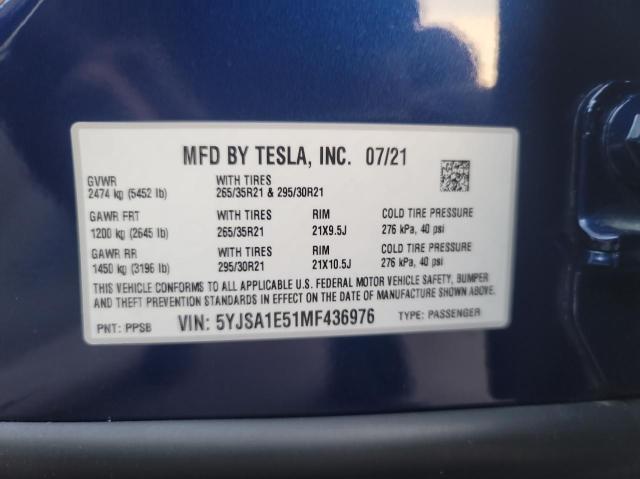 MFD BY TESLA, INC. 07/21
GVWR WITH TIRES
2474 kg (5452 lb) 265/35R21 & 295/30R21
GAWR FRT WITH TIRES RIM COLD TIRE PRESSURE
1200 kg (2645 lb) 265/35R21 21X9.5J 276 kPa, 40 psi
GAWR RR WITH TIRES RIM COLD TIRE PRESSURE
1450 kg (3196 lb) 295/30R21 21X10.5J 276 kPa, 40 psi
THIS VEHICLE CONFORMS TO ALL APPLICABLE U.S. FEDERAL MOTOR VEHICLE SAFETY, BUMPER
AND THEFT PREVENTION STANDARDS IN EFFECT ON THE DATE OF MANUFACTURE SHOWN ABOVE.
PNT: PPSB VIN: 5YJSA1E51MF436976 TYPE: PASSENGER